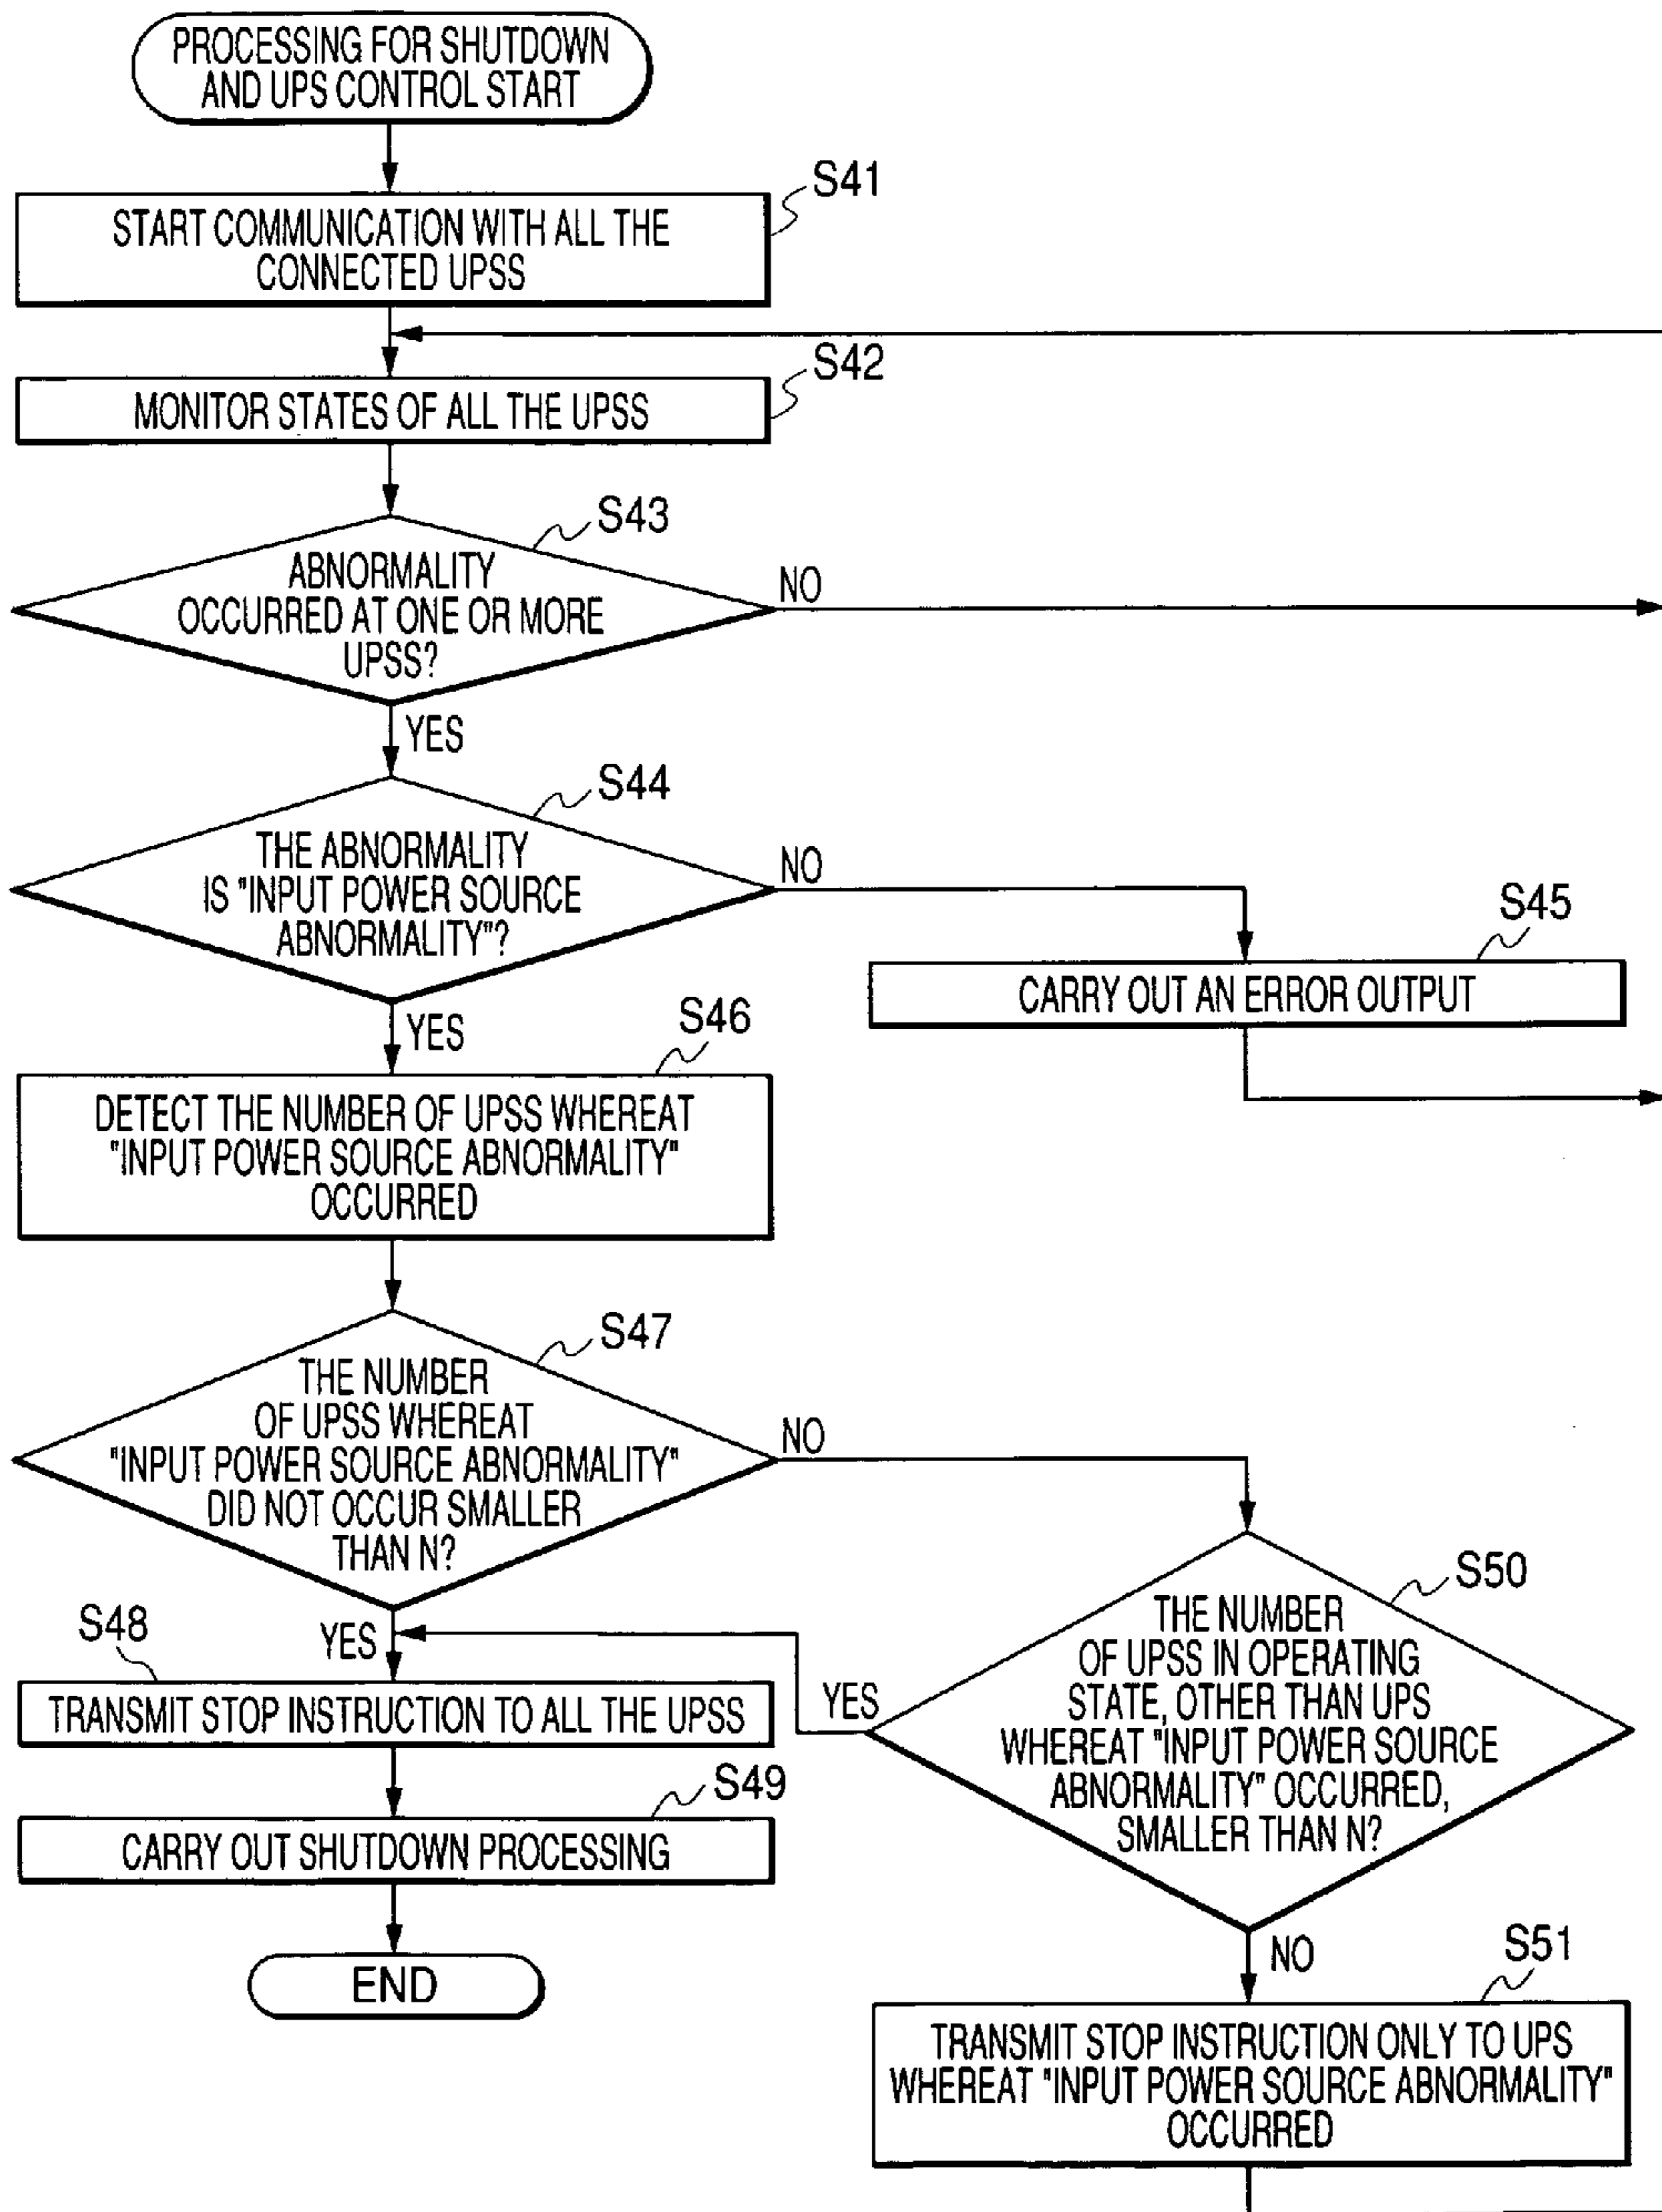 PROCESSING FOR SHUTDOWN
AND UPS CONTROL START
S41
START COMMUNICATION WITH ALL THE
CONNECTED UPSS
S42
MONITOR STATES OF ALL THE UPSS
S43
ABNORMALITY
OCCURRED AT ONE OR MORE
UPSS?
NO
YES
S44
THE ABNORMALITY
IS "INPUT POWER SOURCE
ABNORMALITY"?
NO
S45
CARRY OUT AN ERROR OUTPUT
YES
S46
DETECT THE NUMBER OF UPSS WHEREAT
"INPUT POWER SOURCE ABNORMALITY"
OCCURRED
S47
THE NUMBER
OF UPSS WHEREAT
"INPUT POWER SOURCE ABNORMALITY"
DID NOT OCCUR SMALLER
THAN N?
NO
S50
THE NUMBER
OF UPSS IN OPERATING
STATE, OTHER THAN UPS
WHEREAT "INPUT POWER SOURCE
ABNORMALITY" OCCURRED,
SMALLER THAN N?
YES
YES
S48
TRANSMIT STOP INSTRUCTION TO ALL THE UPSS
S49
CARRY OUT SHUTDOWN PROCESSING
END
NO
S51
TRANSMIT STOP INSTRUCTION ONLY TO UPS
WHEREAT "INPUT POWER SOURCE ABNORMALITY"
OCCURRED